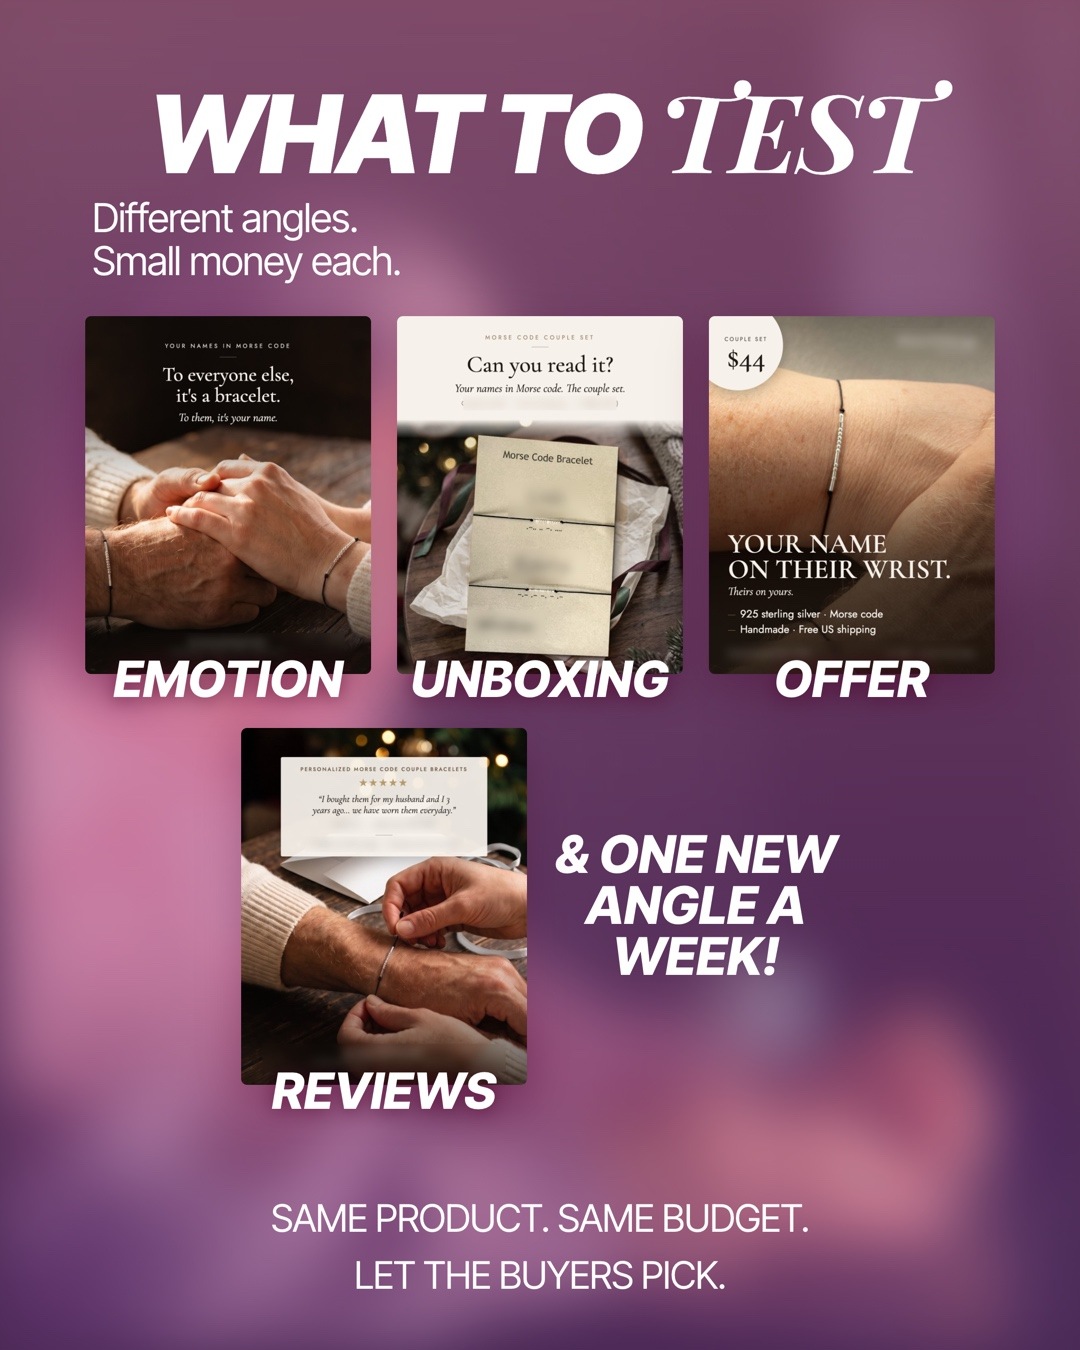 WHAT TO TEST
Different angles.
Small money each.
YOUR NAMES IN MORSE CODE
To everyone else,
it's a bracelet.
To them, it's your name.
EMOTION
MORSE CODE COUPLE SET
Can you read it?
Your names in Morse code. The couple set.
Morse Code Bracelet
UNBOXING
COUPLE SET
$44
YOUR NAME
ON THEIR WRIST.
Theirs on yours.
— 925 sterling silver · Morse code
— Handmade · Free US shipping
OFFER
PERSONALIZED MORSE CODE COUPLE BRACELETS
★★★★★
"I bought them for my husband and I 3
years ago... we have worn them everyday."
REVIEWS
& ONE NEW
ANGLE A
WEEK!
SAME PRODUCT. SAME BUDGET.
LET THE BUYERS PICK.